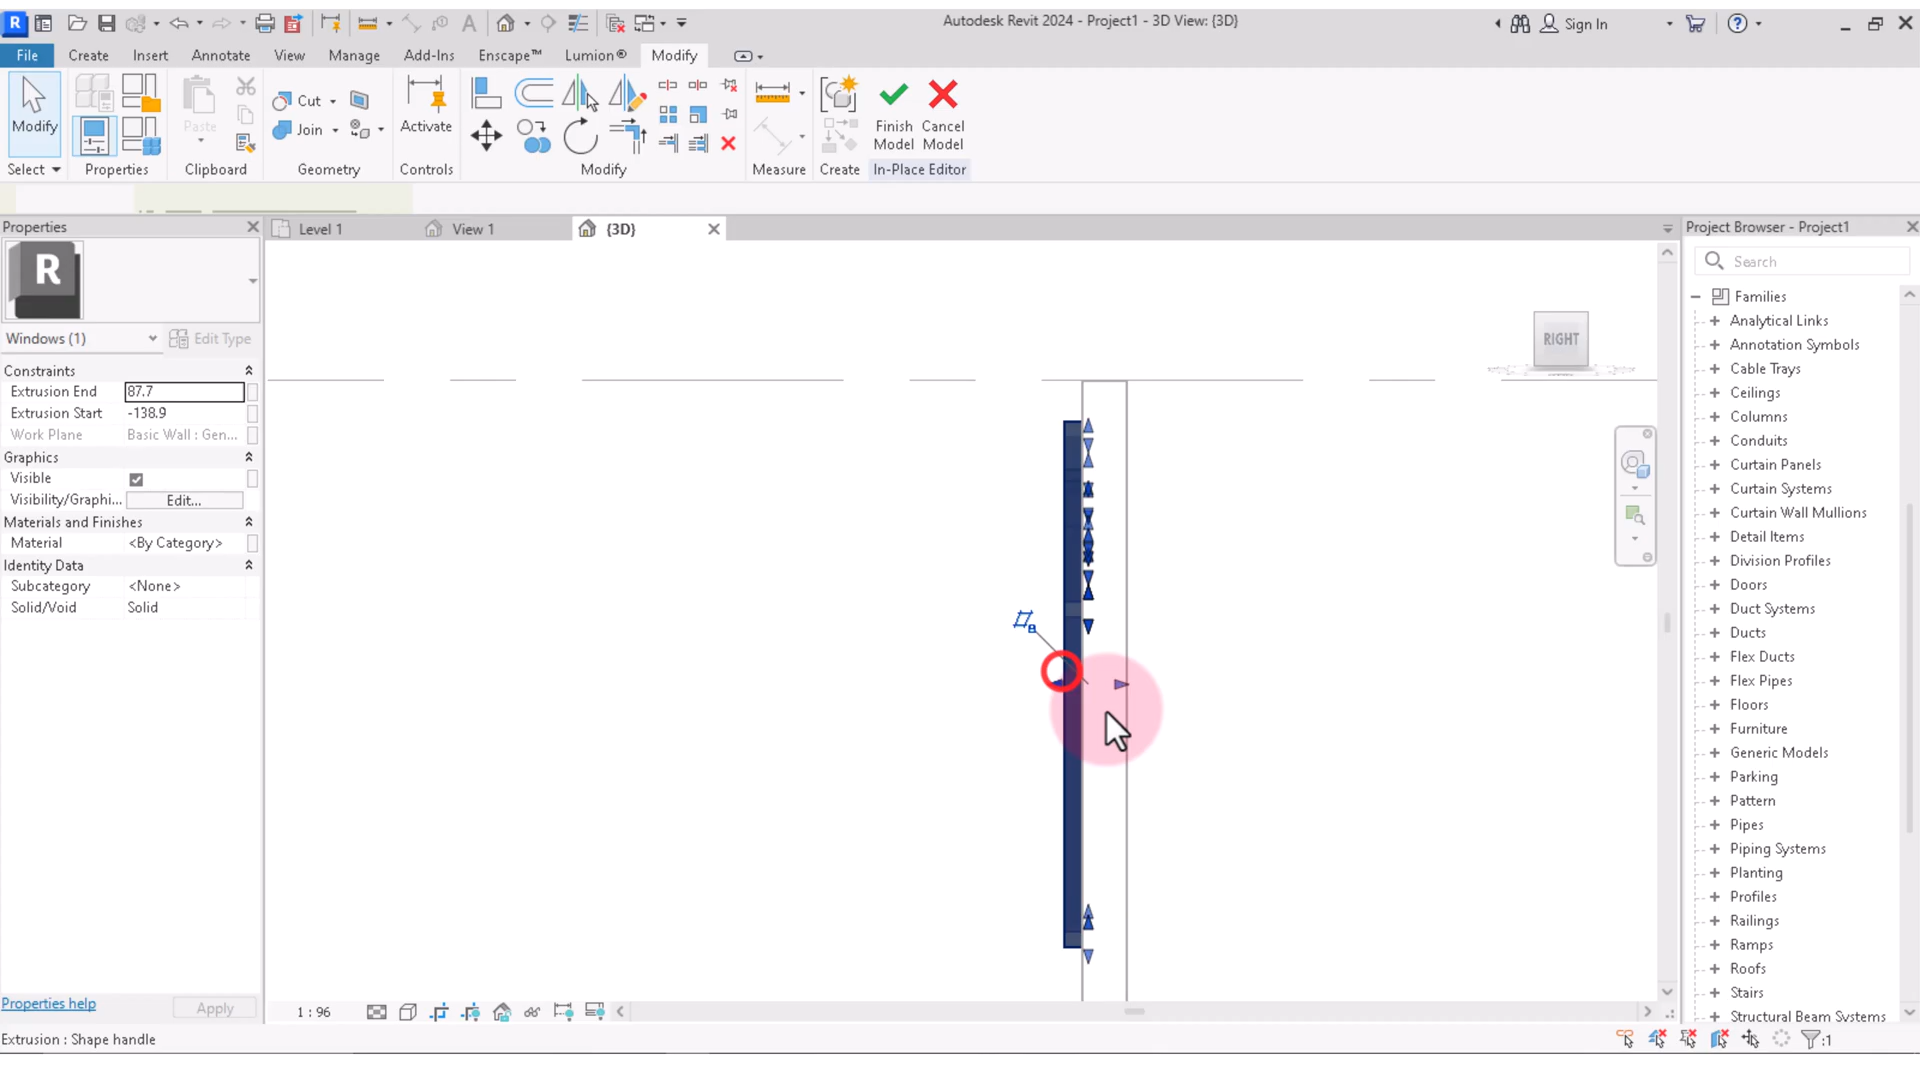 Autodesk Revit 2024 - Project1 - 3D View: {3D}
Sign In
File
Create
Insert
Annotate
View
Manage
Add-Ins
Enscape™
Lumion®
Modify
Modify
Paste
Cut
Join
Activate
Finish
Model
Cancel
Model
Select
Properties
Clipboard
Geometry
Controls
Modify
Measure
Create
In-Place Editor
Properties
Level 1
View 1
{3D}
Project Browser - Project1
R
Search
Windows (1)
Edit Type
Constraints
Extrusion End 87.7
Extrusion Start -138.9
Work Plane Basic Wall : Gen...
Graphics
Visible
Visibility/Graphi... Edit...
Materials and Finishes
Material <By Category>
Identity Data
Subcategory <None>
Solid/Void Solid
RIGHT
Families
Analytical Links
Annotation Symbols
Cable Trays
Ceilings
Columns
Conduits
Curtain Panels
Curtain Systems
Curtain Wall Mullions
Detail Items
Division Profiles
Doors
Duct Systems
Ducts
Flex Ducts
Flex Pipes
Floors
Furniture
Generic Models
Parking
Pattern
Pipes
Piping Systems
Planting
Profiles
Railings
Ramps
Roofs
Stairs
Structural Beam Systems
Properties help
Apply
1 : 96
Extrusion : Shape handle
:1